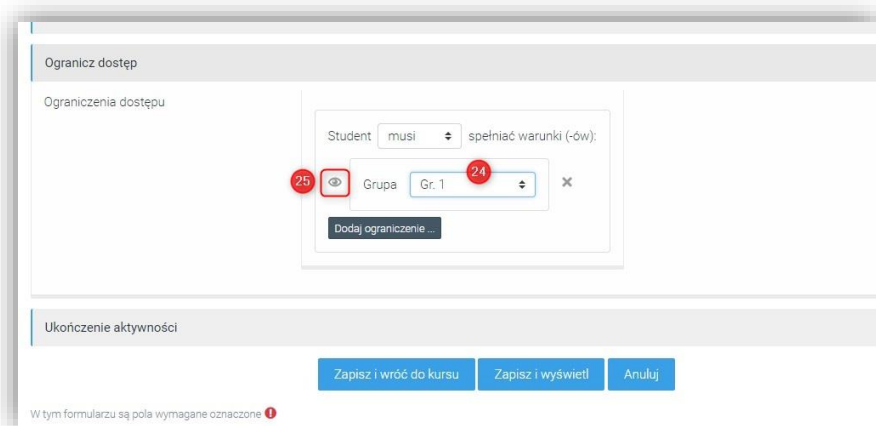 Ogranicz dostęp
Ograniczenia dostępu
Student musi spełniać warunki (-ów):
25 Grupa Gr. 1 24
Dodaj ograniczenie ...
Ukończenie aktywności
Zapisz i wróć do kursu Zapisz i wyświetl Anuluj
W tym formularzu są pola wymagane oznaczone